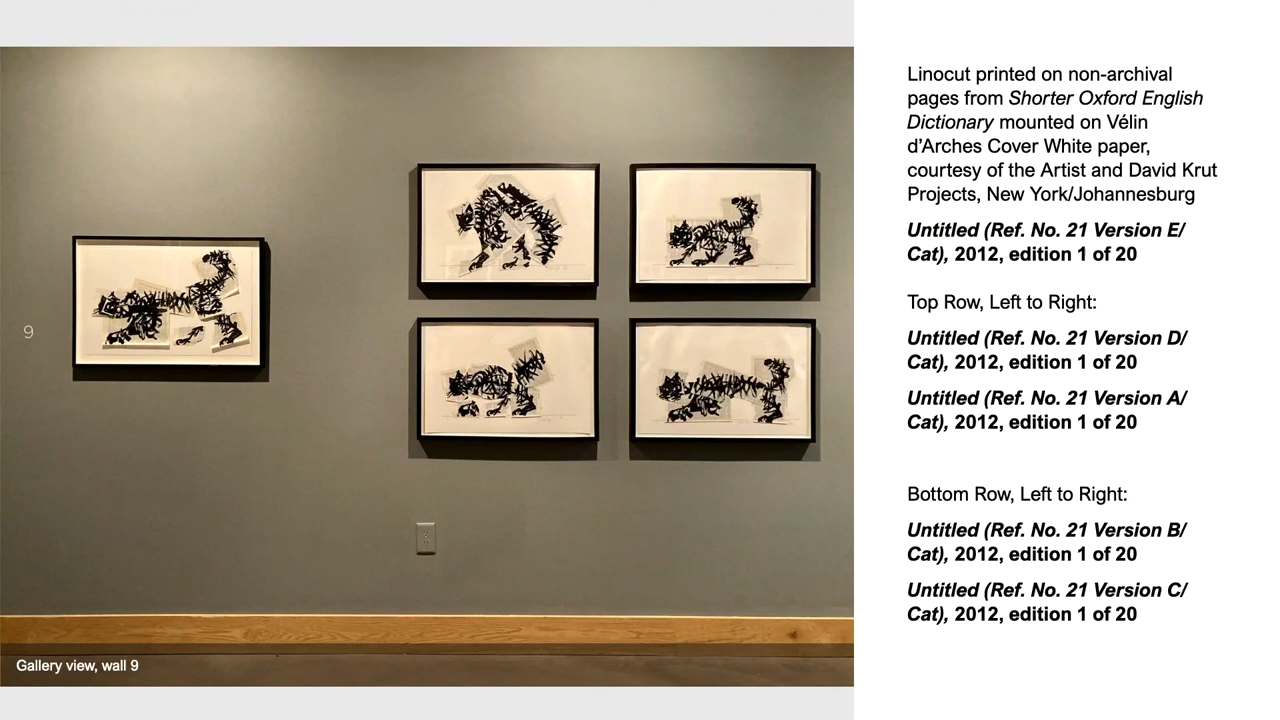 9
Gallery view, wall 9
Linocut printed on non-archival
pages from Shorter Oxford English
Dictionary mounted on Vélin
d’Arches Cover White paper,
courtesy of the Artist and David Krut
Projects, New York/Johannesburg
Untitled (Ref. No. 21 Version E/
Cat), 2012, edition 1 of 20
Top Row, Left to Right:
Untitled (Ref. No. 21 Version D/
Cat), 2012, edition 1 of 20
Untitled (Ref. No. 21 Version A/
Cat), 2012, edition 1 of 20
Bottom Row, Left to Right:
Untitled (Ref. No. 21 Version B/
Cat), 2012, edition 1 of 20
Untitled (Ref. No. 21 Version C/
Cat), 2012, edition 1 of 20